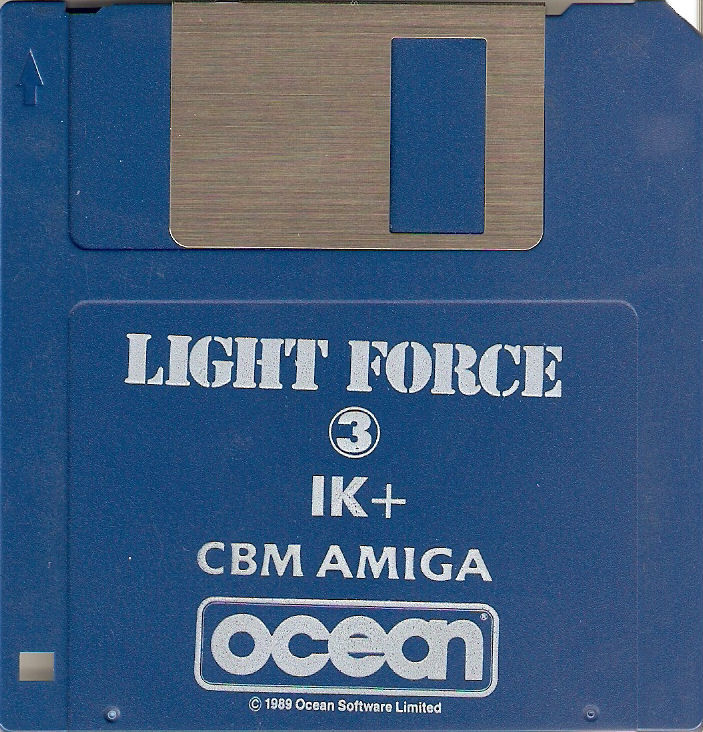 LIGHT FORCE
3
IK+
CBM AMIGA
ocean®
© 1989 Ocean Software Limited